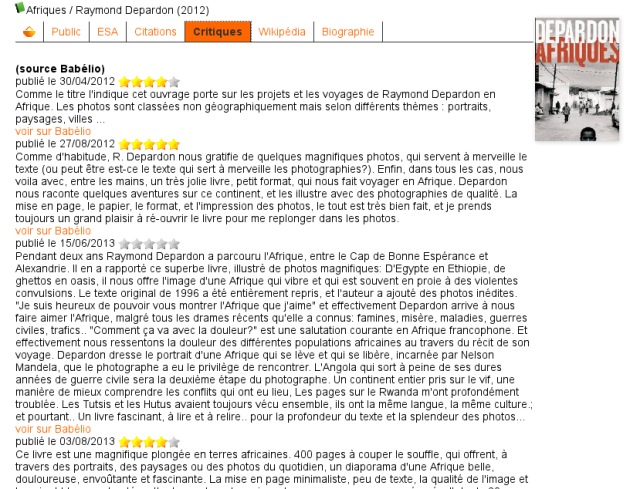 Afriques / Raymond Depardon (2012)
Public ESA Citations Critiques Wikipédia Biographie
DEPARDON
AFRIQUES
(source Babélio)
publié le 30/04/2012
Comme le titre l'indique cet ouvrage porte sur les projets et les voyages de Raymond Depardon en
Afrique. Les photos sont classées non géographiquement mais selon différents thèmes : portraits,
paysages, villes ...
voir sur Babélio
publié le 27/08/2012
Comme d'habitude, R. Depardon nous gratifie de quelques magnifiques photos, qui servent à merveille le
texte (ou peut être est-ce le texte qui sert à merveille les photographies?). Enfin, dans tous les cas, nous
voila avec, entre les mains, un très jolie livre, petit format, qui nous fait voyager en Afrique. Depardon
nous raconte quelques aventures sur ce continent, et les illustre avec des photographies de qualité. La
mise en page, le papier, le format, et l'impression des photos, le tout est très bien fait, et je prends
toujours un grand plaisir à ré-ouvrir le livre pour me replonger dans les photos.
voir sur Babélio
publié le 15/06/2013
Pendant deux ans Raymond Depardon a parcouru l'Afrique, entre le Cap de Bonne Espérance et
Alexandrie. Il en a rapporté ce superbe livre, illustré de photos magnifiques: D'Egypte en Ethiopie, de
ghettos en oasis, il nous offre l'image d'une Afrique qui vibre et qui est souvent en proie à des violentes
convulsions. Le texte original de 1996 a été entièrement repris, et l'auteur a ajouté des photos inédites.
"Je suis heureux de pouvoir vous montrer l'Afrique que j'aime" et effectivement Depardon arrive à nous
faire aimer l'Afrique, malgré tous les drames récents qu'elle a connus: famines, misère, maladies, guerres
civiles, trafics.. "Comment ça va avec la douleur?" est une salutation courante en Afrique francophone. Et
effectivement nous ressentons la douleur des différentes populations africaines au travers du récit de son
voyage. Depardon dresse le portrait d'une Afrique qui se lève et qui se libère, incarnée par Nelson
Mandela, que le photographe a eu le privilège de rencontrer. L'Angola qui sort à peine de ses dures
années de guerre civile sera la deuxième étape du photographe. Un continent entier pris sur le vif, une
manière de mieux comprendre les conflits qui ont eu lieu, Les pages sur le Rwanda m'ont profondément
troublée. Les Tutsis et les Hutus avaient toujours vécu ensemble, ils ont la même langue, la même culture.;
et pourtant.. Un livre fascinant, à lire et à relire.. pour la profondeur du texte et la splendeur des photos...
voir sur Babélio
publié le 03/08/2013
Ce livre est une magnifique plongée en terres africaines. 400 pages à couper le souffle, qui offrent, à
travers des portraits, des paysages ou des photos du quotidien, un diaporama d'une Afrique belle,
douloureuse, envoûtante et fascinante. La mise en page minimaliste, peu de texte, la qualité de l'image et